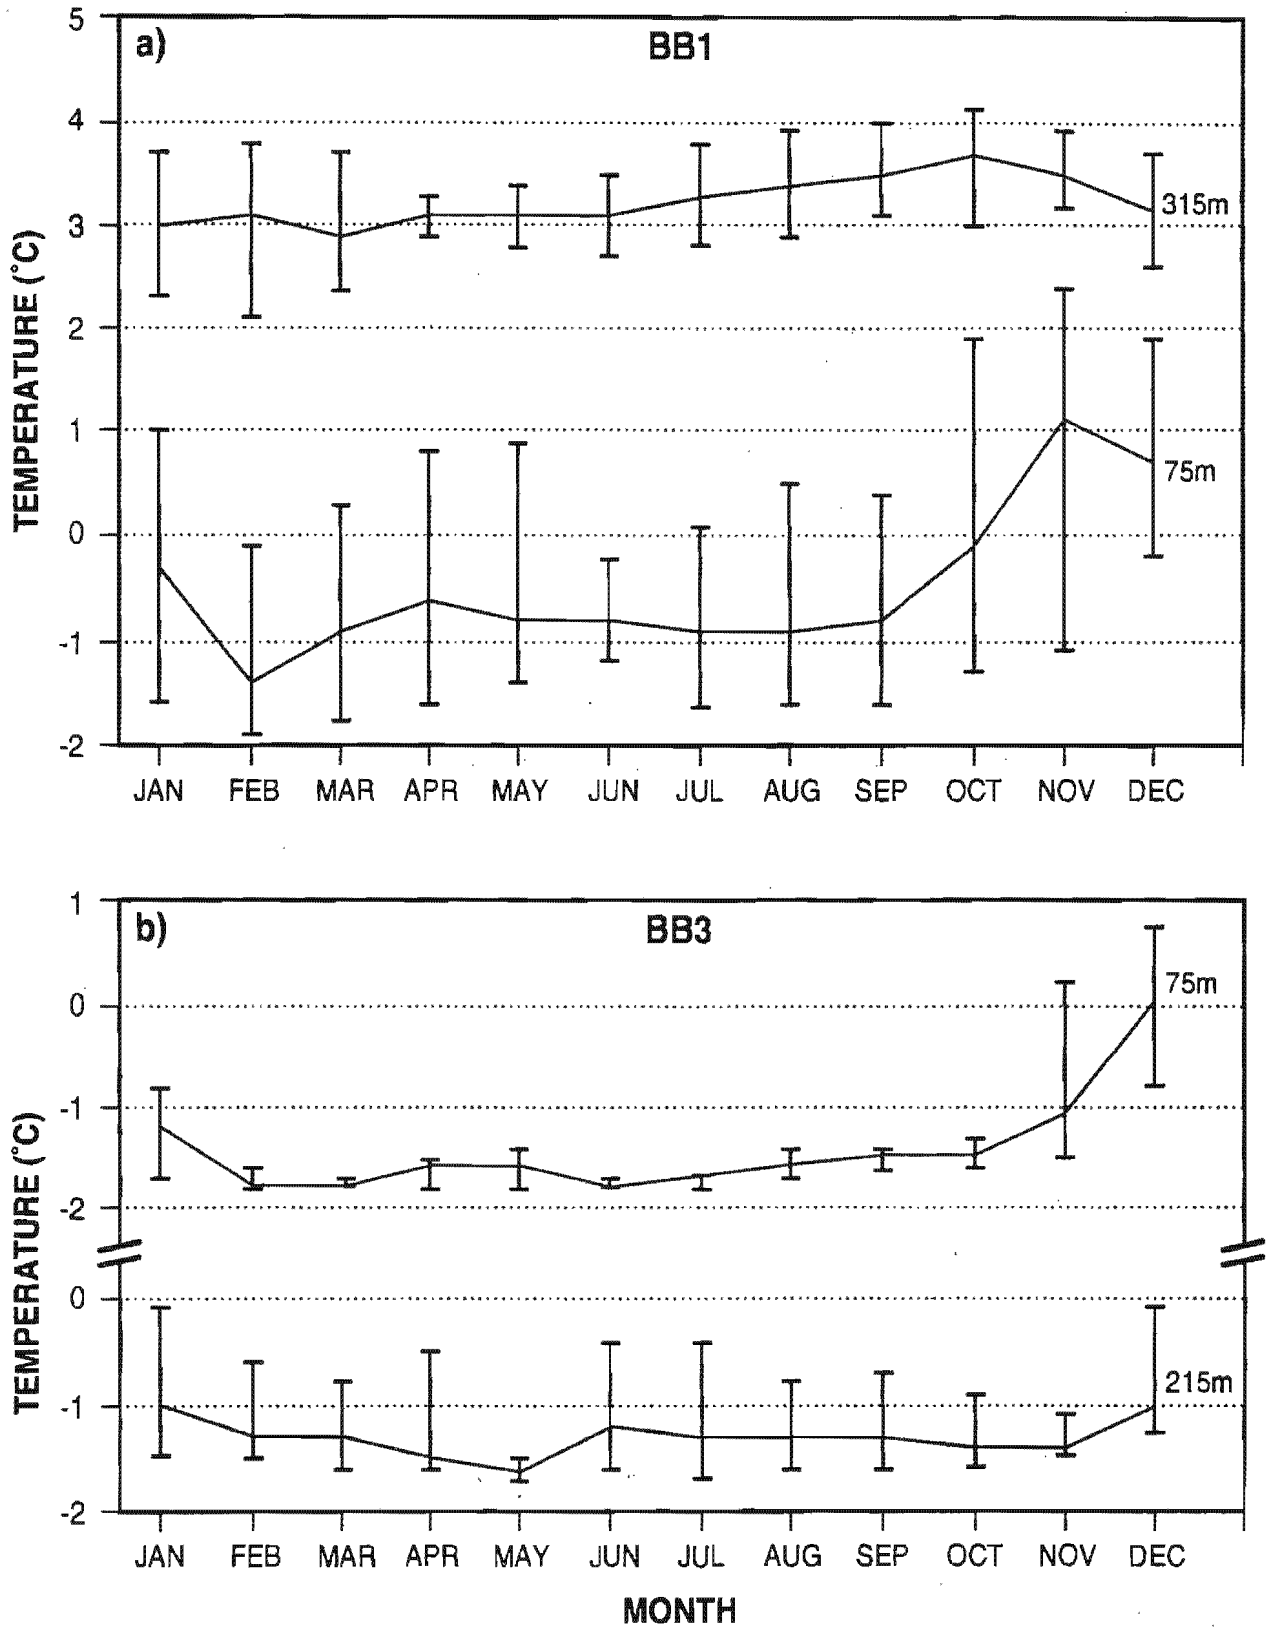 a)
BB1
5
4
3
2
1
0
-1
-2
TEMPERATURE (°C)
315m
75m
JAN FEB MAR APR MAY JUN JUL AUG SEP OCT NOV DEC
b)
BB3
1
0
-1
-2
0
-1
-2
TEMPERATURE (°C)
75m
215m
JAN FEB MAR APR MAY JUN JUL AUG SEP OCT NOV DEC
MONTH